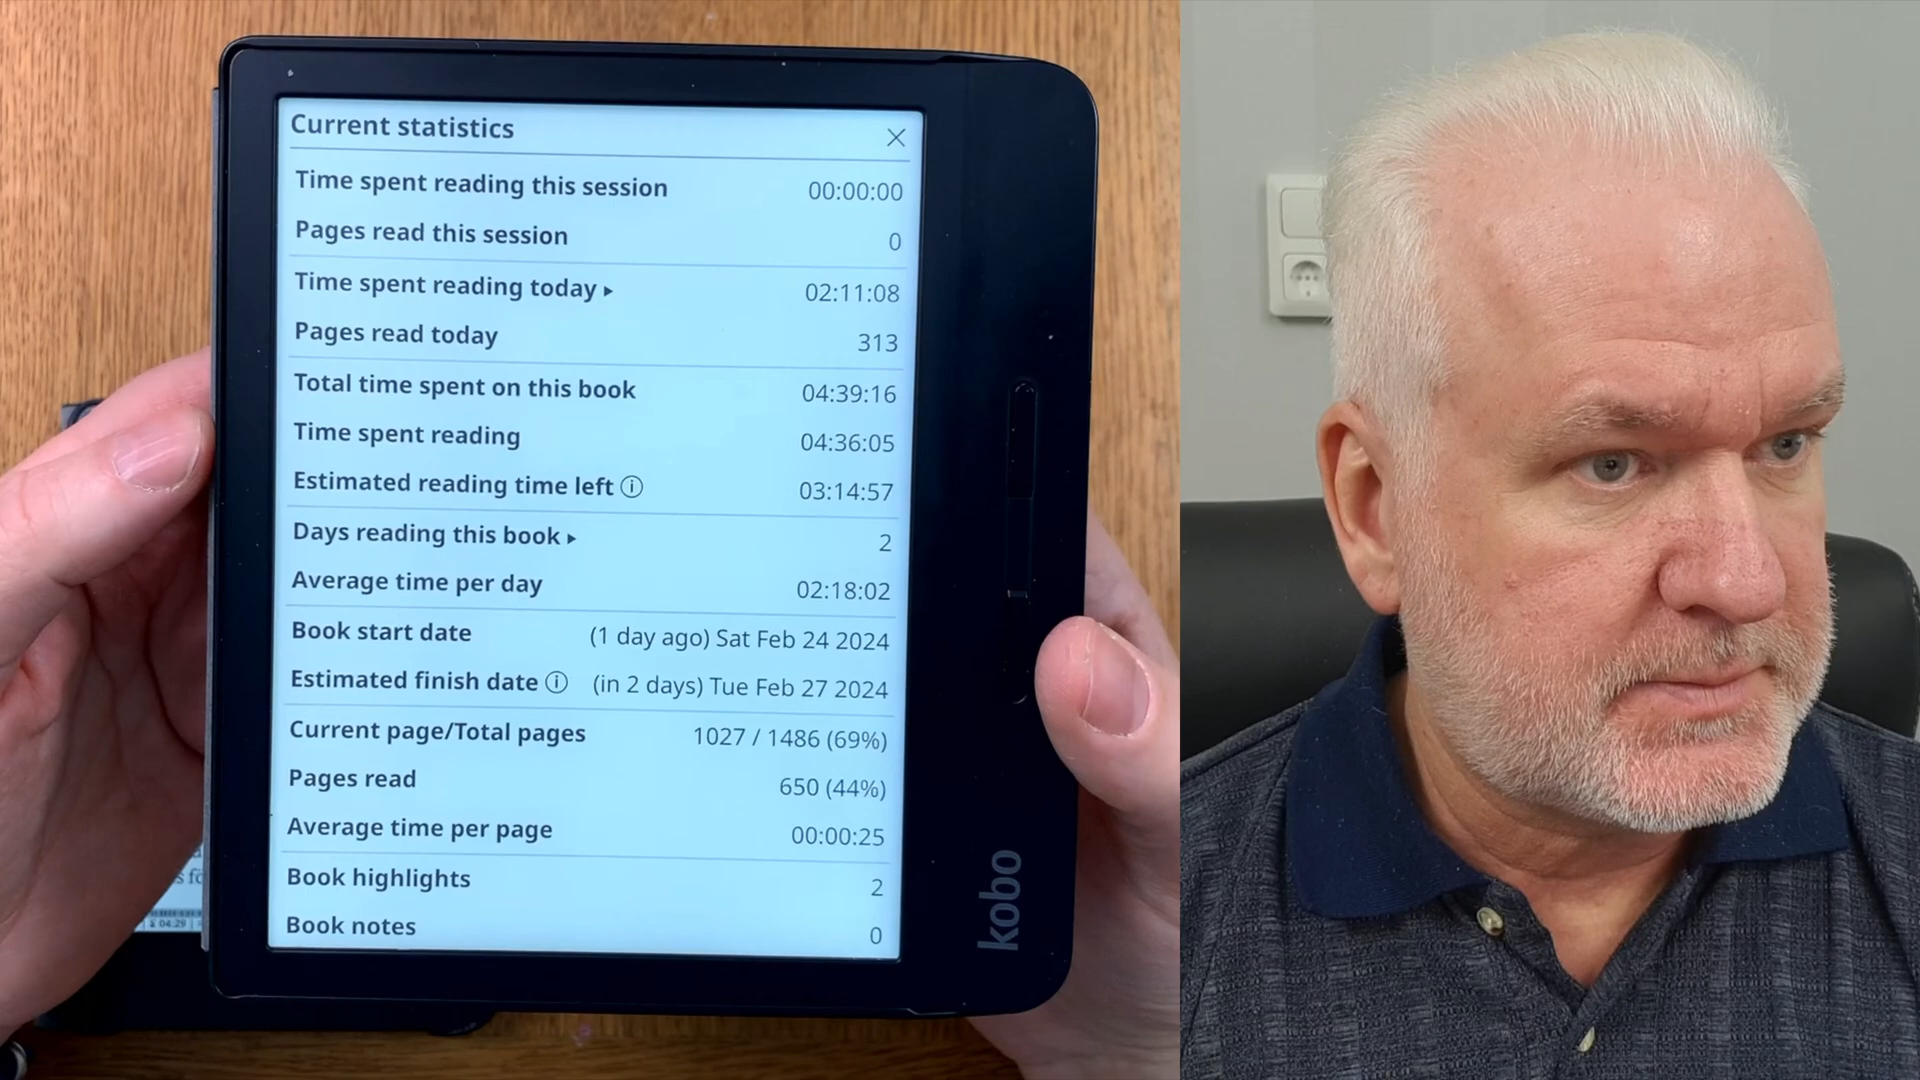 Current statistics ×
Time spent reading this session 00:00:00
Pages read this session 0
Time spent reading today ▸ 02:11:08
Pages read today 313
Total time spent on this book 04:39:16
Time spent reading 04:36:05
Estimated reading time left ⓘ 03:14:57
Days reading this book ▸ 2
Average time per day 02:18:02
Book start date (1 day ago) Sat Feb 24 2024
Estimated finish date ⓘ (in 2 days) Tue Feb 27 2024
Current page/Total pages 1027 / 1486 (69%)
Pages read 650 (44%)
Average time per page 00:00:25
Book highlights 2
Book notes 0
kobo
04:29